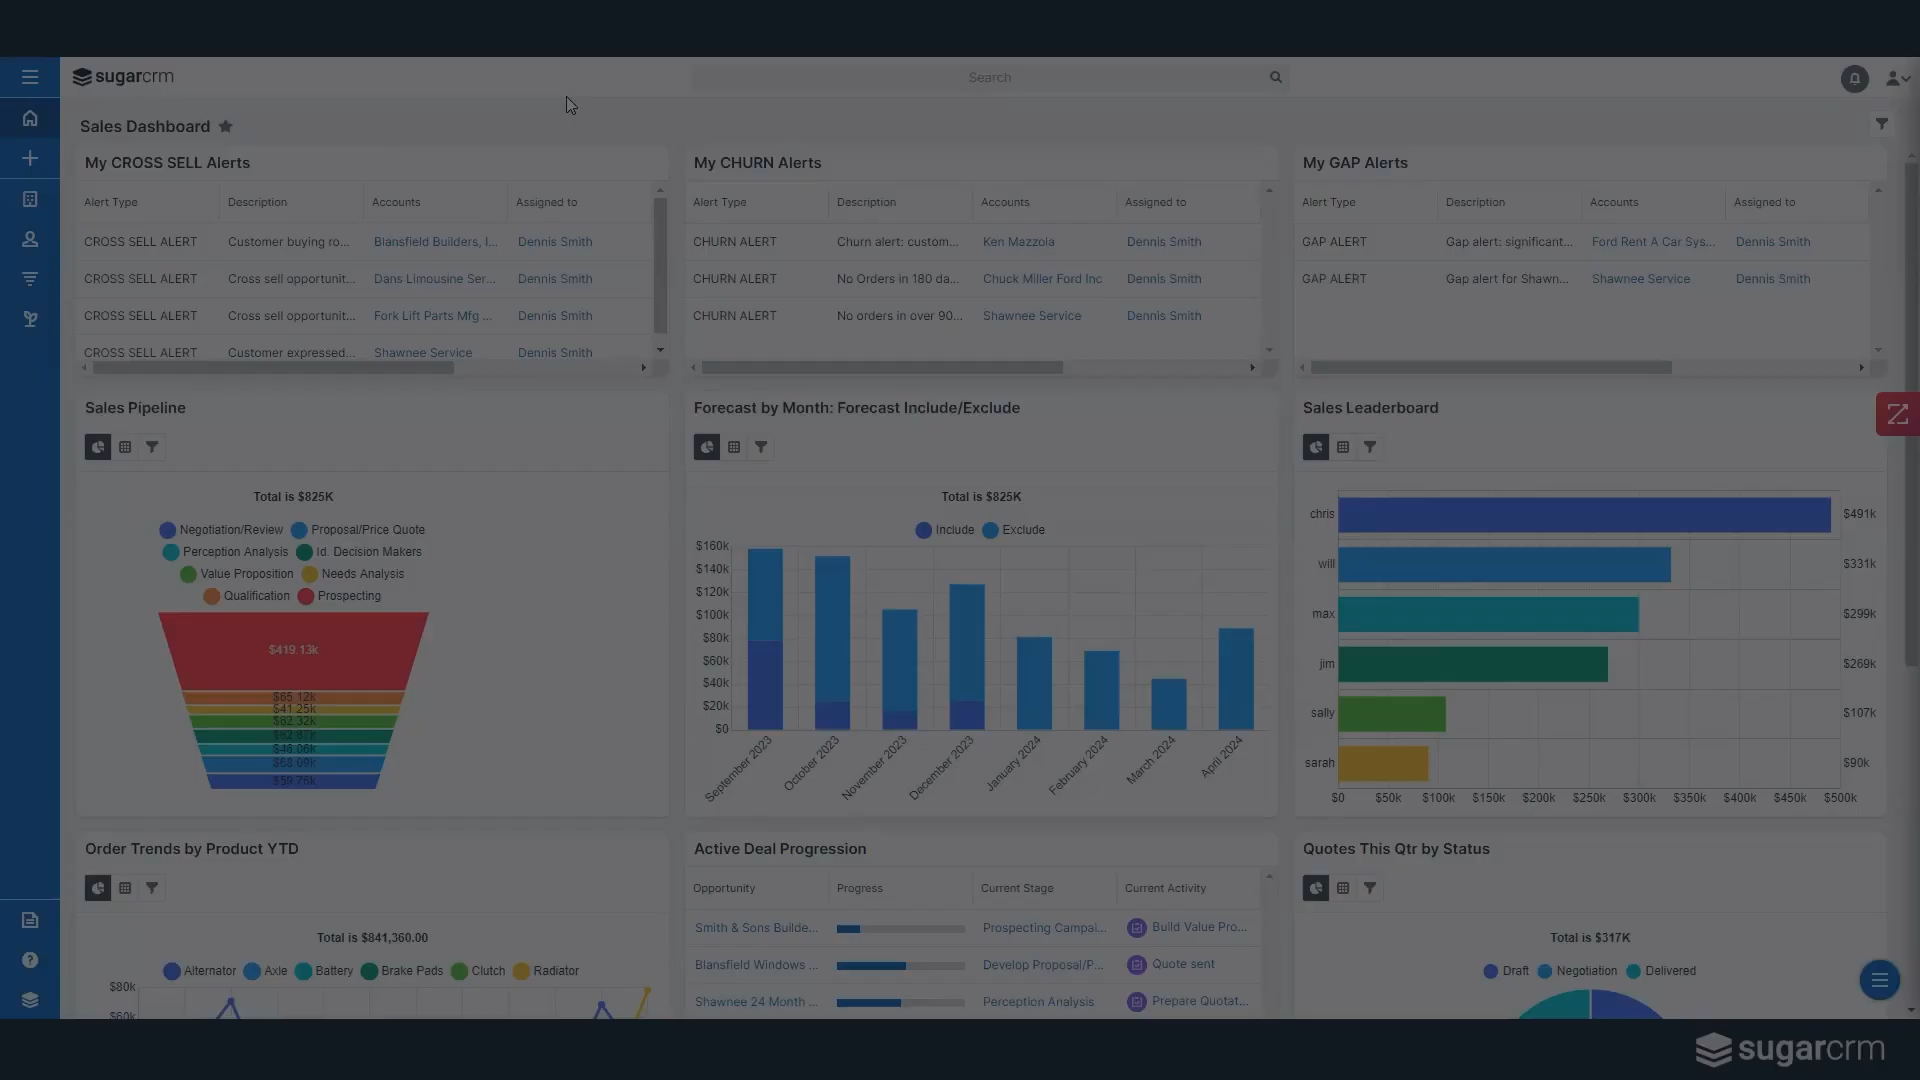 sugarcrm
Search
Sales Dashboard
My CROSS SELL Alerts
Alert Type Description Accounts Assigned to
CROSS SELL ALERT Customer buying ro... Blansfield Builders, I... Dennis Smith
CROSS SELL ALERT Cross sell opportunit... Dans Limousine Ser... Dennis Smith
CROSS SELL ALERT Cross sell opportunit... Fork Lift Parts Mfg ... Dennis Smith
CROSS SELL ALERT Customer expressed... Shawnee Service Dennis Smith
My CHURN Alerts
Alert Type Description Accounts Assigned to
CHURN ALERT Churn alert: custom... Ken Mazzola Dennis Smith
CHURN ALERT No Orders in 180 da... Chuck Miller Ford Inc Dennis Smith
CHURN ALERT No orders in over 90... Shawnee Service Dennis Smith
My GAP Alerts
Alert Type Description Accounts Assigned to
GAP ALERT Gap alert: significant... Ford Rent A Car Sys... Dennis Smith
GAP ALERT Gap alert for Shawn... Shawnee Service Dennis Smith
Sales Pipeline
Total is $825K
Negotiation/Review Proposal/Price Quote
Perception Analysis Id. Decision Makers
Value Proposition Needs Analysis
Qualification Prospecting
$419.13k
$65.12k
$41.25k
$62.32k
$46.06k
$68.09k
$59.76k
Forecast by Month: Forecast Include/Exclude
Total is $825K
Include Exclude
$160k
$140k
$120k
$100k
$80k
$60k
$40k
$20k
$0
September 2023 October 2023 November 2023 December 2023 January 2024 February 2024 March 2024 April 2024
Sales Leaderboard
chris $491k
will $331k
max $299k
jim $269k
sally $107k
sarah $90k
$0 $50k $100k $150k $200k $250k $300k $350k $400k $450k $500k
Order Trends by Product YTD
Total is $841,360.00
Alternator Axle Battery Brake Pads Clutch Radiator
$80k
$60k
Active Deal Progression
Opportunity Progress Current Stage Current Activity
Smith & Sons Builde... Prospecting Campai... Build Value Pro...
Blansfield Windows ... Develop Proposal/P... Quote sent
Shawnee 24 Month ... Perception Analysis Prepare Quotat...
Quotes This Qtr by Status
Total is $317K
Draft Negotiation Delivered
sugarcrm